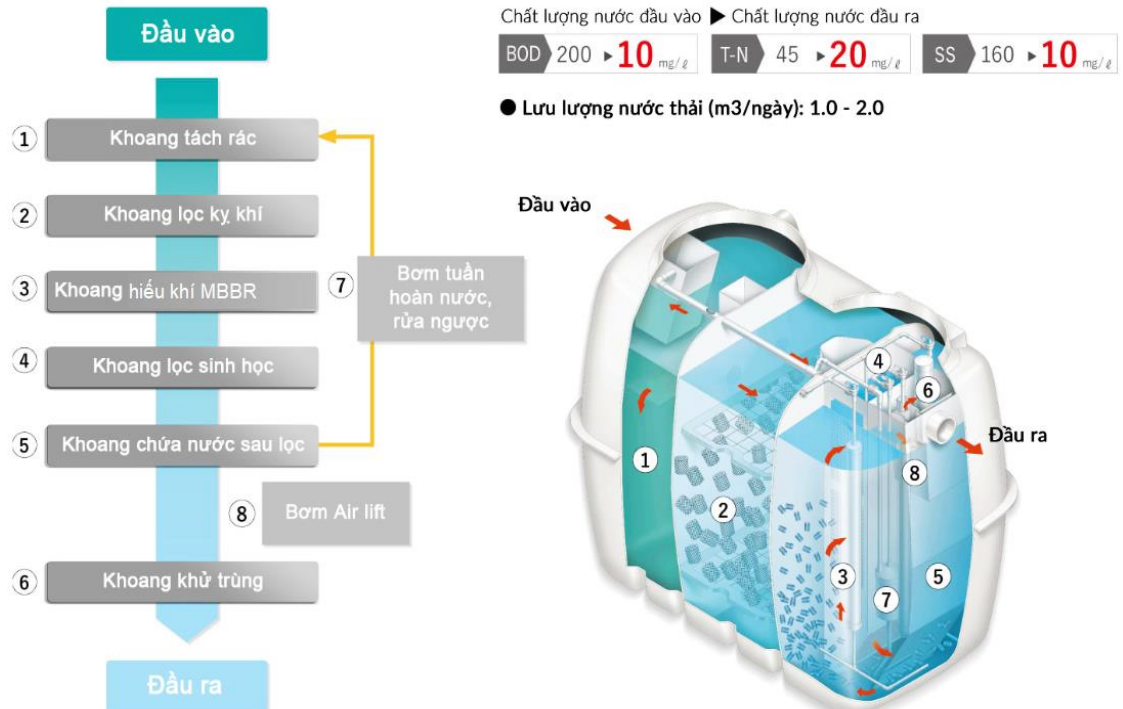 Đầu vào
① Khoang tách rác
② Khoang lọc kỵ khí
③ Khoang hiếu khí MBBR
④ Khoang lọc sinh học
⑤ Khoang chứa nước sau lọc
⑥ Khoang khử trùng
Đầu ra
⑦ Bơm tuần
hoàn nước,
rửa ngược
⑧ Bơm Air lift
Chất lượng nước đầu vào ▶ Chất lượng nước đầu ra
BOD 200 ▸ 10 mg/ℓ
T-N 45 ▸ 20 mg/ℓ
SS 160 ▸ 10 mg/ℓ
● Lưu lượng nước thải (m3/ngày): 1.0 - 2.0
Đầu vào
Đầu ra
①
②
③
④
⑤
⑥
⑦
⑧